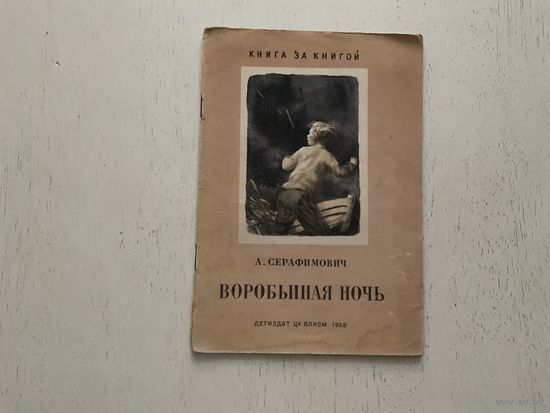 КНИГА ЗА КНИГОЙ
А. СЕРАФИМОВИЧ
ВОРОБЬИНАЯ НОЧЬ
ДЕТИЗДАТ ЦК ВЛКСМ 1939